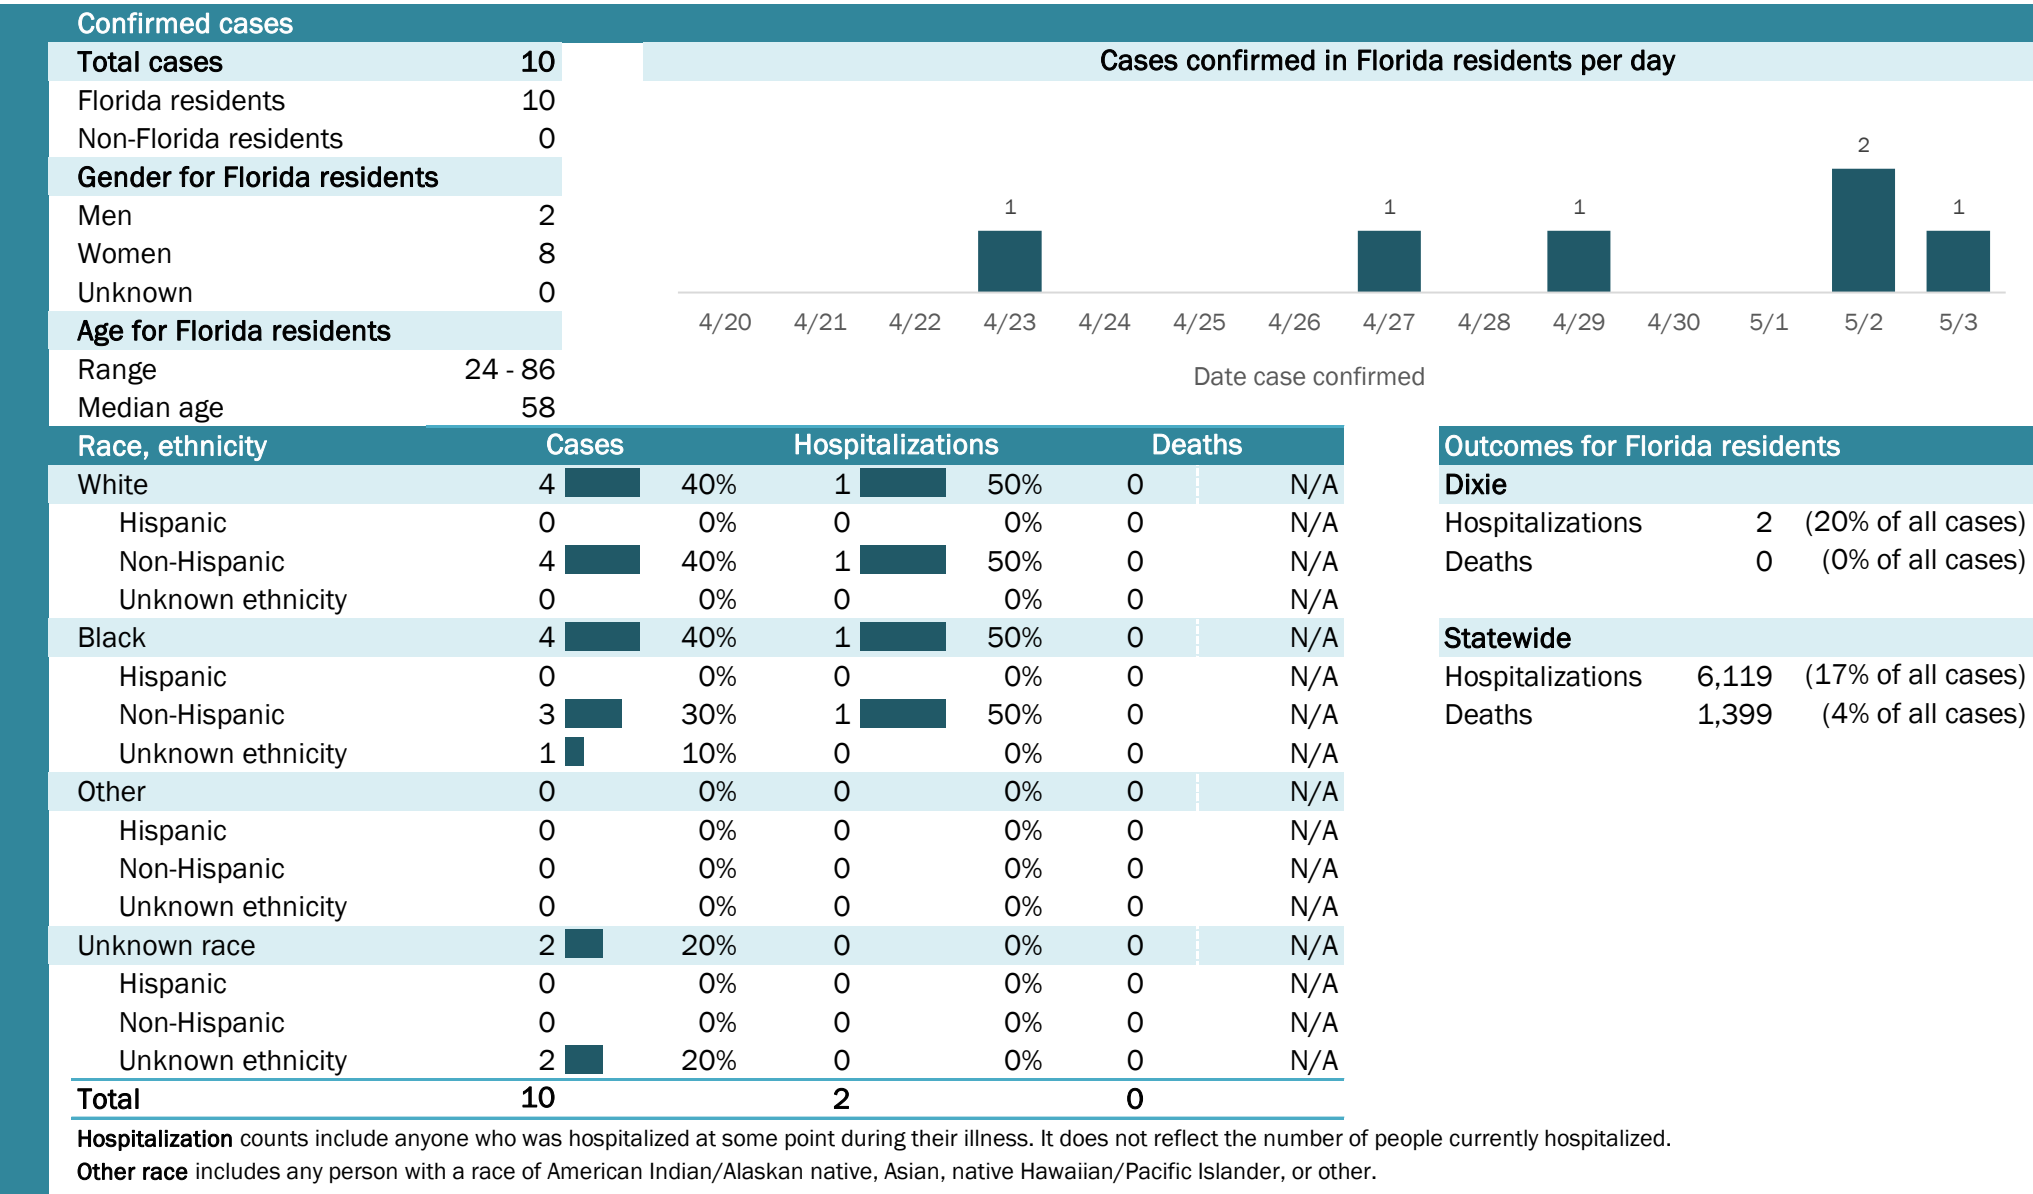 Confirmed cases
Total cases 10
Florida residents 10
Non-Florida residents 0
Gender for Florida residents
Men 2
Women 8
Unknown 0
Age for Florida residents
Range 24 - 86
Median age 58
Cases confirmed in Florida residents per day
1 1 1 2 1
4/20 4/21 4/22 4/23 4/24 4/25 4/26 4/27 4/28 4/29 4/30 5/1 5/2 5/3
Date case confirmed
Race, ethnicity Cases Hospitalizations Deaths
White 4 40% 1 50% 0 N/A
Hispanic 0 0% 0 0% 0 N/A
Non-Hispanic 4 40% 1 50% 0 N/A
Unknown ethnicity 0 0% 0 0% 0 N/A
Black 4 40% 1 50% 0 N/A
Hispanic 0 0% 0 0% 0 N/A
Non-Hispanic 3 30% 1 50% 0 N/A
Unknown ethnicity 1 10% 0 0% 0 N/A
Other 0 0% 0 0% 0 N/A
Hispanic 0 0% 0 0% 0 N/A
Non-Hispanic 0 0% 0 0% 0 N/A
Unknown ethnicity 0 0% 0 0% 0 N/A
Unknown race 2 20% 0 0% 0 N/A
Hispanic 0 0% 0 0% 0 N/A
Non-Hispanic 0 0% 0 0% 0 N/A
Unknown ethnicity 2 20% 0 0% 0 N/A
Total 10 2 0
Outcomes for Florida residents
Dixie
Hospitalizations 2 (20% of all cases)
Deaths 0 (0% of all cases)
Statewide
Hospitalizations 6,119 (17% of all cases)
Deaths 1,399 (4% of all cases)
Hospitalization counts include anyone who was hospitalized at some point during their illness. It does not reflect the number of people currently hospitalized.
Other race includes any person with a race of American Indian/Alaskan native, Asian, native Hawaiian/Pacific Islander, or other.